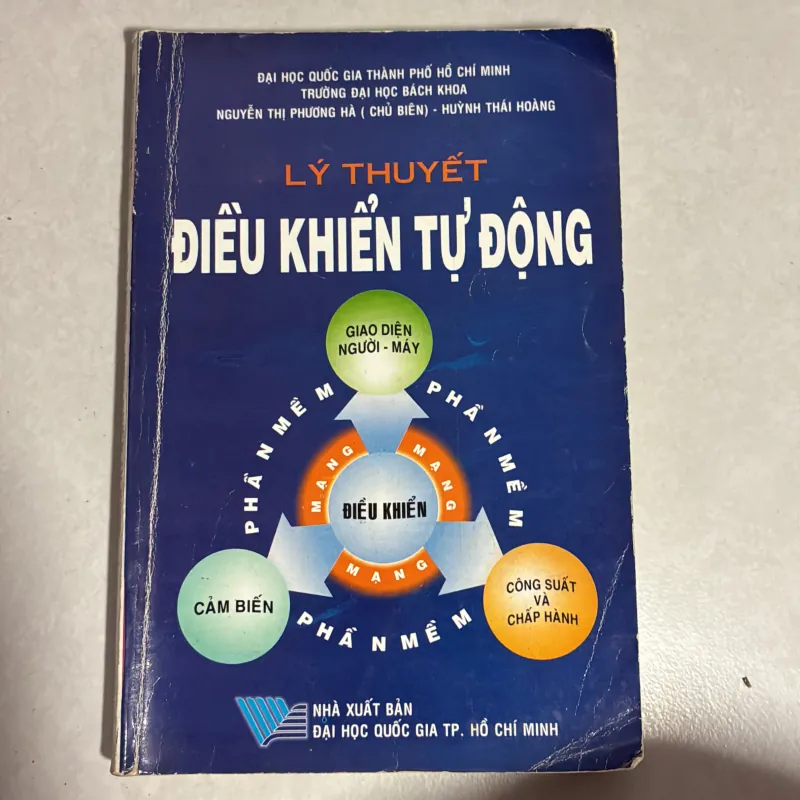 ĐẠI HỌC QUỐC GIA THÀNH PHỐ HỒ CHÍ MINH
TRƯỜNG ĐẠI HỌC BÁCH KHOA
NGUYỄN THỊ PHƯƠNG HÀ ( CHỦ BIÊN) - HUỲNH THÁI HOÀNG
LÝ THUYẾT
ĐIỀU KHIỂN TỰ ĐỘNG
GIAO DIỆN
NGƯỜI - MÁY
PHẦN MỀM
PHẦN MỀM
MẠNG
MẠNG
ĐIỀU KHIỂN
MẠNG
CẢM BIẾN
CÔNG SUẤT
VÀ
CHẤP HÀNH
PHẦN MỀM
NHÀ XUẤT BẢN
ĐẠI HỌC QUỐC GIA TP. HỒ CHÍ MINH